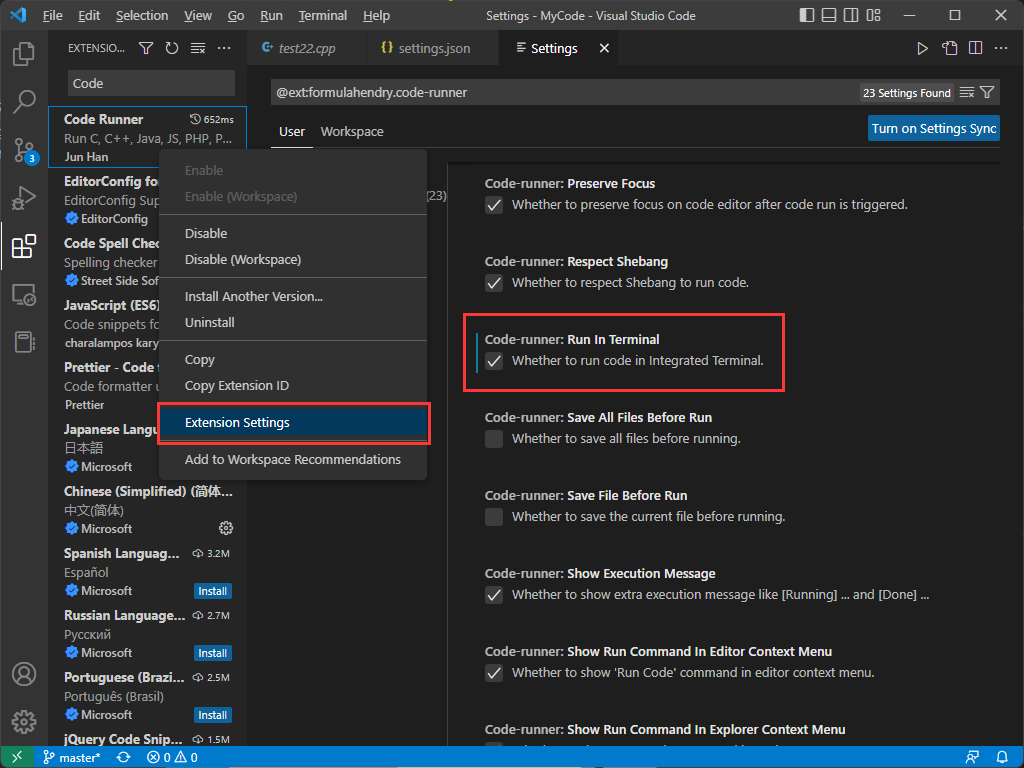 File Edit Selection View Go Run Terminal Help Settings - MyCode - Visual Studio Code
EXTENSIO...
test22.cpp
{} settings.json
Settings
Code
@ext:formulahendry.code-runner
23 Settings Found
User Workspace
Turn on Settings Sync
3
Code Runner 652ms
Run C, C++, Java, JS, PHP, P...
Jun Han
EditorConfig fo
EditorConfig Sup
EditorConfig
Code Spell Chec
Spelling checker
Street Side Sof
JavaScript (ES6)
Code snippets fo
charalampos kary
Prettier - Code f
Code formatter u
Prettier
Japanese Langu
日本語
Microsoft
Chinese (Simplified) (简体...
中文(简体)
Microsoft
Spanish Languag... 3.2M
Español
Microsoft Install
Russian Language... 2.7M
Русский
Microsoft Install
Portuguese (Brazi... 2.5M
Português (Brasil)
Microsoft Install
jQuery Code Snip... 1.5M
Enable
Enable (Workspace)
Disable
Disable (Workspace)
Install Another Version...
Uninstall
Copy
Copy Extension ID
Extension Settings
Add to Workspace Recommendations
(23)
Code-runner: Preserve Focus
Whether to preserve focus on code editor after code run is triggered.
Code-runner: Respect Shebang
Whether to respect Shebang to run code.
Code-runner: Run In Terminal
Whether to run code in Integrated Terminal.
Code-runner: Save All Files Before Run
Whether to save all files before running.
Code-runner: Save File Before Run
Whether to save the current file before running.
Code-runner: Show Execution Message
Whether to show extra execution message like [Running] ... and [Done] ...
Code-runner: Show Run Command In Editor Context Menu
Whether to show 'Run Code' command in editor context menu.
Code-runner: Show Run Command In Explorer Context Menu
master* 0 0